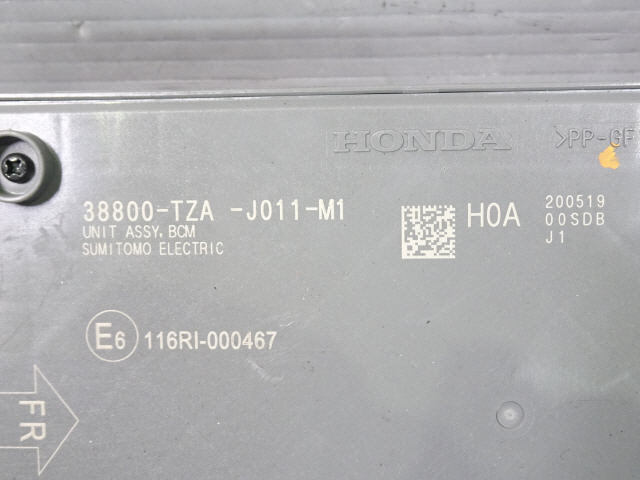 HONDA >PP-GF
38800-TZA -J011-M1
UNIT ASSY, BCM
SUMITOMO ELECTRIC
H0A
200519
00SDB
J1
E6 116RI-000467
FR